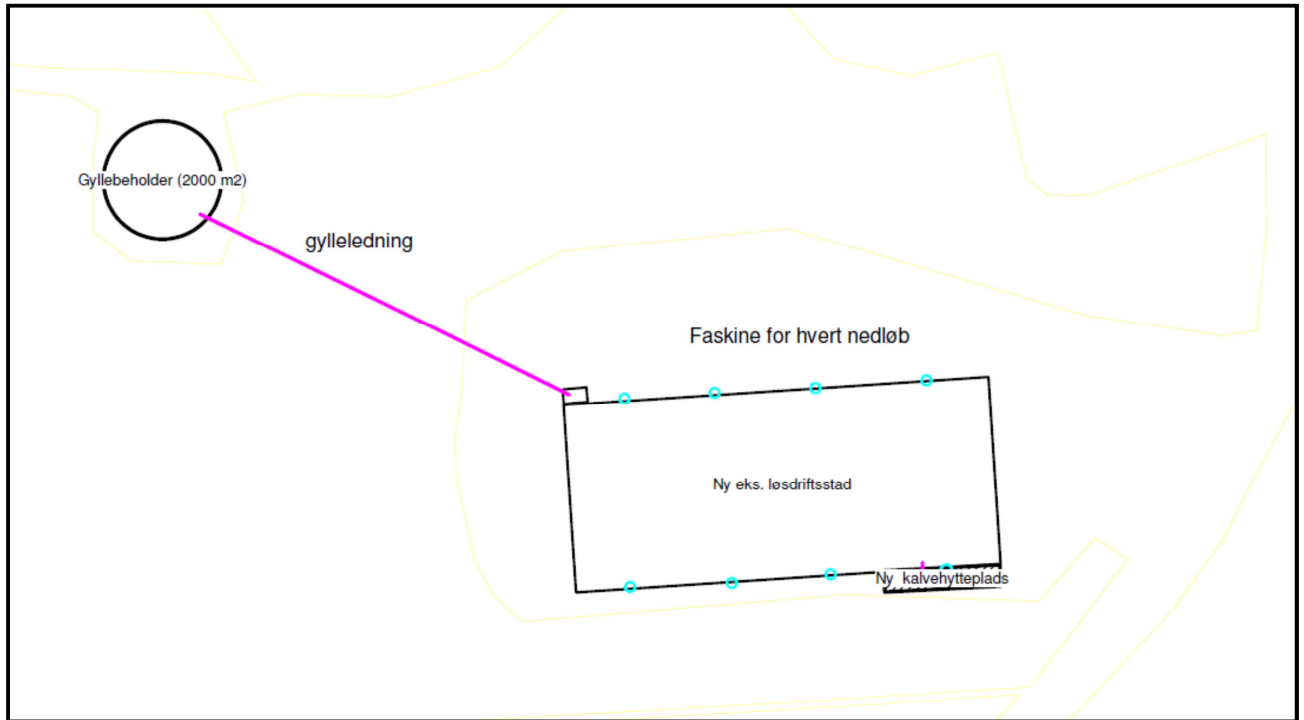 Gyllebeholder (2000 m2)
gylleledning
Faskine for hvert nedløb
Ny eks. løsdriftsstad
Ny kalvehytteplads